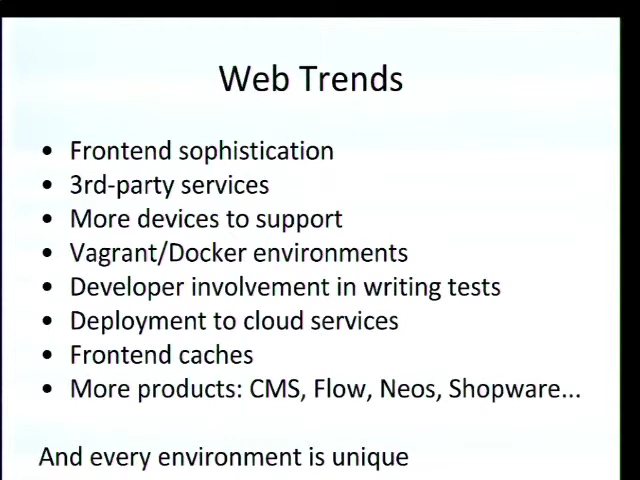 Web Trends
• Frontend sophistication
• 3rd-party services
• More devices to support
• Vagrant/Docker environments
• Developer involvement in writing tests
• Deployment to cloud services
• Frontend caches
• More products: CMS, Flow, Neos, Shopware...
And every environment is unique